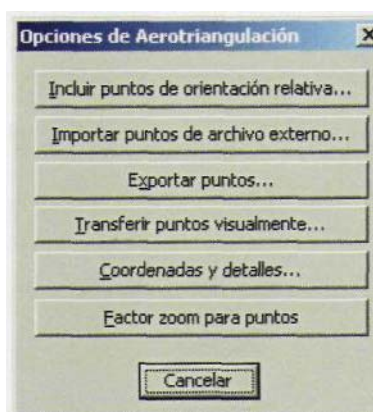 Opciones de Aerotriangulación
Incluir puntos de orientación relativa...
Importar puntos de archivo externo...
Exportar puntos...
Transferir puntos visualmente...
Coordenadas y detalles...
Factor zoom para puntos
Cancelar